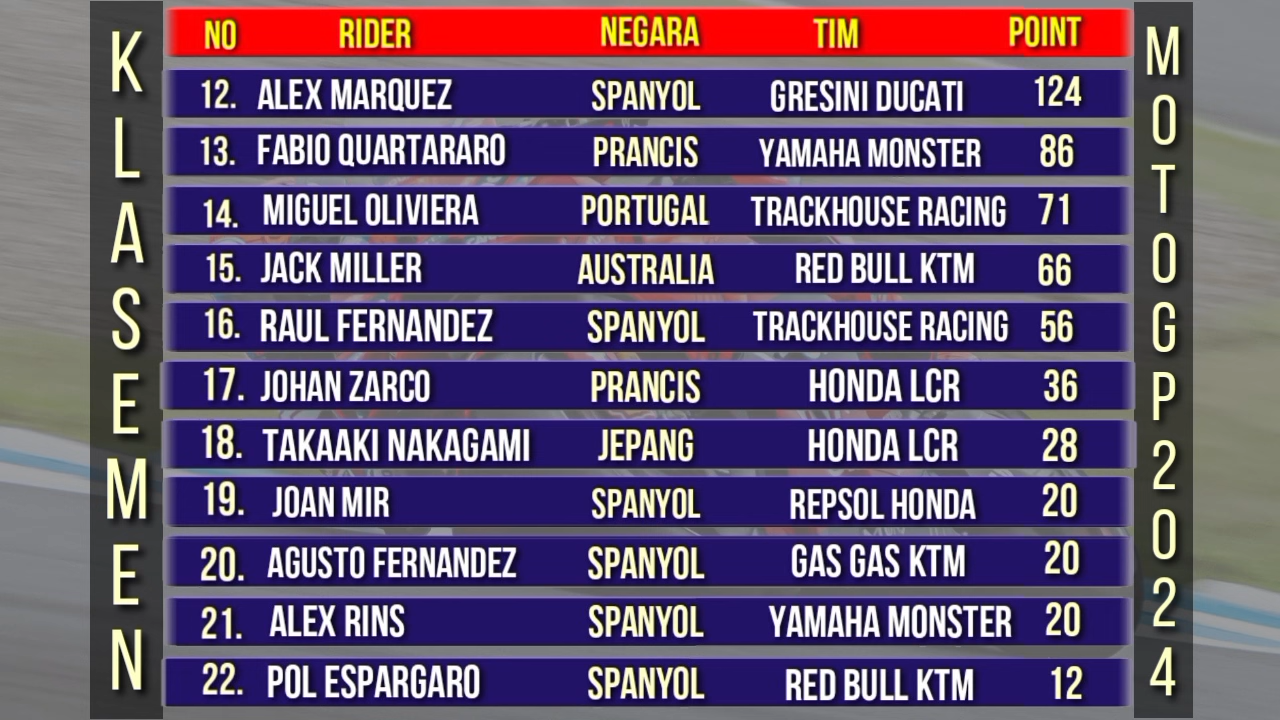 KLASEMEN
NO RIDER NEGARA TIM POINT
12. ALEX MARQUEZ SPANYOL GRESINI DUCATI 124
13. FABIO QUARTARARO PRANCIS YAMAHA MONSTER 86
14. MIGUEL OLIVIERA PORTUGAL TRACKHOUSE RACING 71
15. JACK MILLER AUSTRALIA RED BULL KTM 66
16. RAUL FERNANDEZ SPANYOL TRACKHOUSE RACING 56
17. JOHAN ZARCO PRANCIS HONDA LCR 36
18. TAKAAKI NAKAGAMI JEPANG HONDA LCR 28
19. JOAN MIR SPANYOL REPSOL HONDA 20
20. AGUSTO FERNANDEZ SPANYOL GAS GAS KTM 20
21. ALEX RINS SPANYOL YAMAHA MONSTER 20
22. POL ESPARGARO SPANYOL RED BULL KTM 12
MOTOGP2024